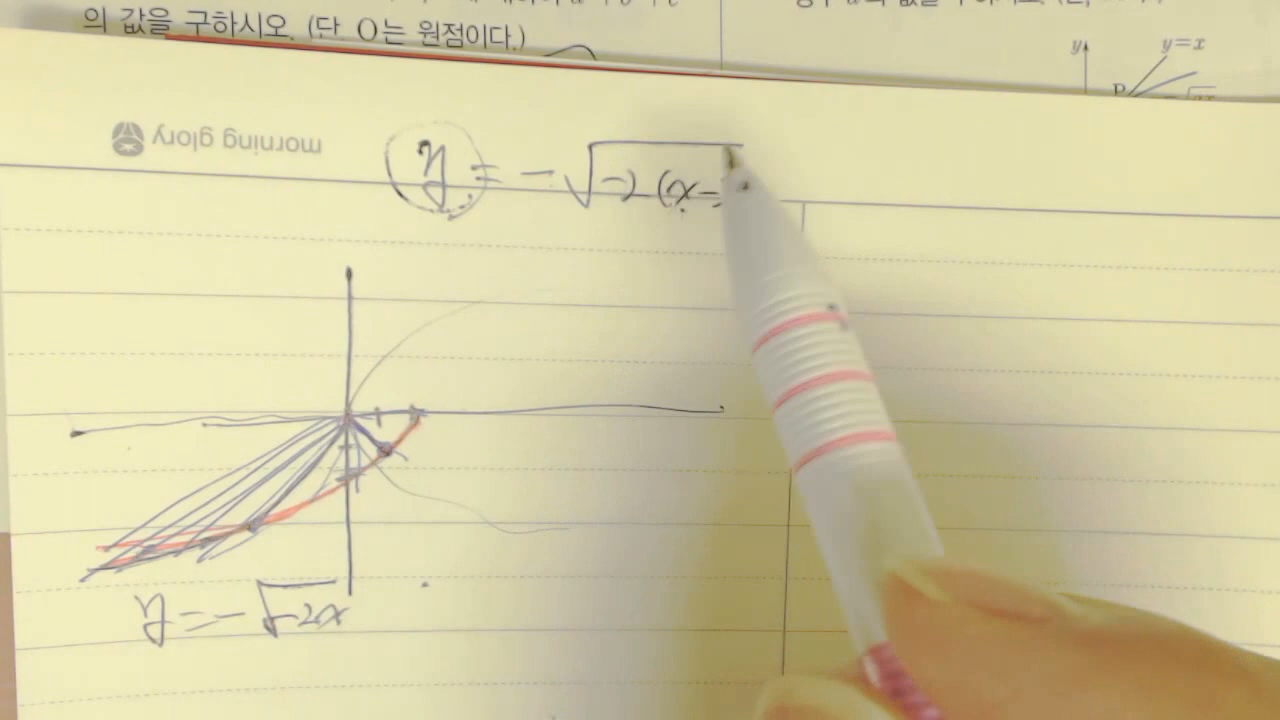 의 값을 구하시오. (단, O는 원점이다.)
y
y=x
P
morning glory
y = -√-2(x-
y = -√-2x